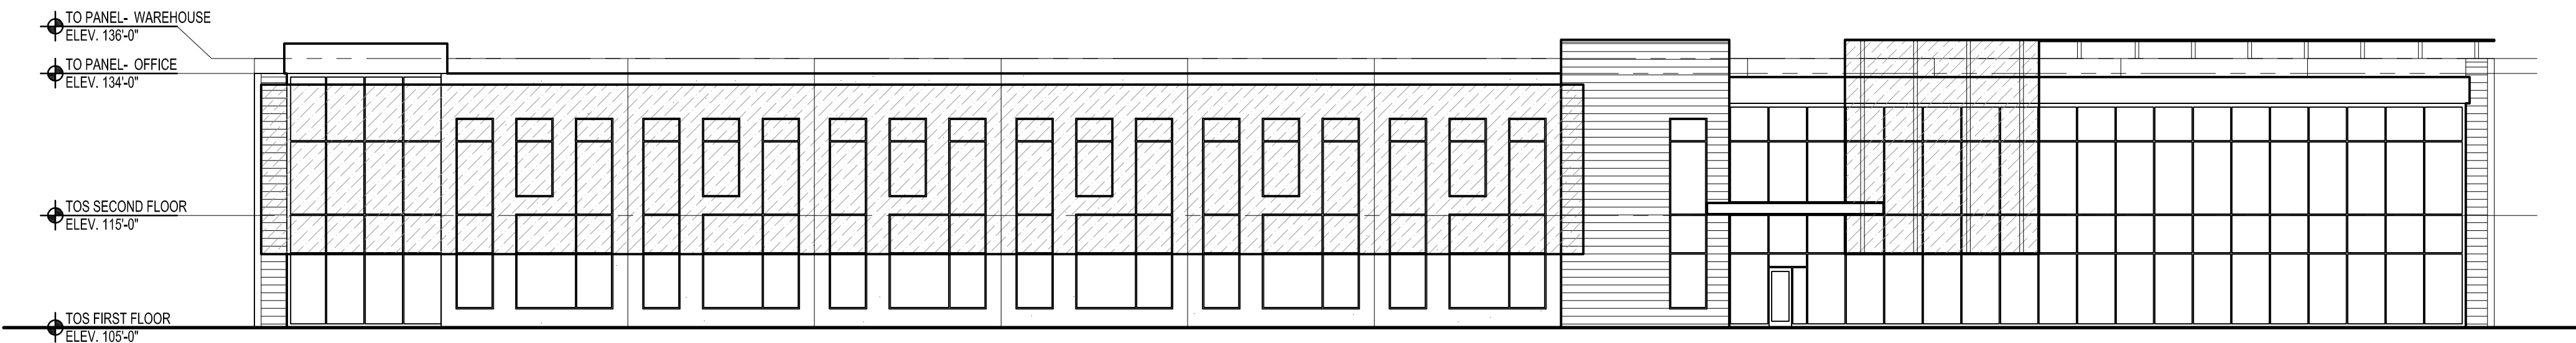 TO PANEL- WAREHOUSE
ELEV. 136'-0"
TO PANEL- OFFICE
ELEV. 134'-0"
TOS SECOND FLOOR
ELEV. 115'-0"
TOS FIRST FLOOR
ELEV. 105'-0"